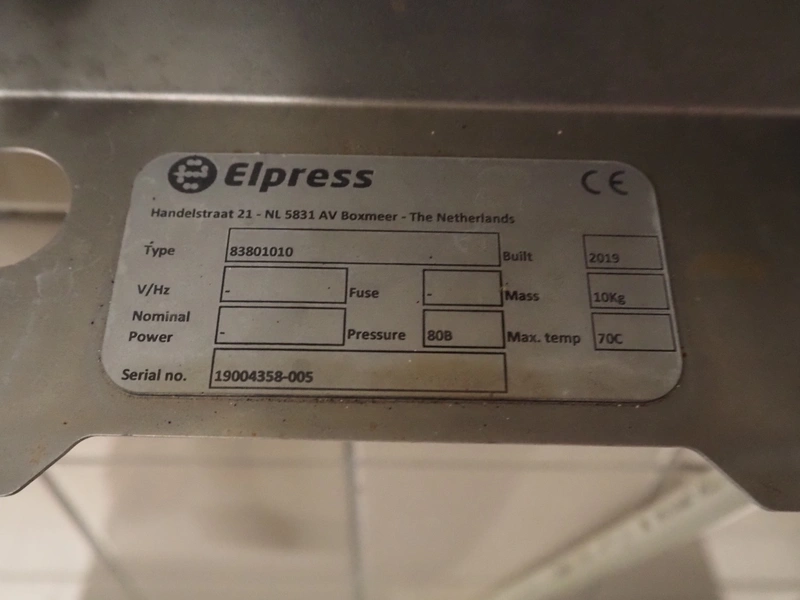 Elpress CE
Handelstraat 21 - NL 5831 AV Boxmeer - The Netherlands
Type 83801010 Built 2019
V/Hz - Fuse - Mass 10Kg
Nominal Power - Pressure 80B Max. temp 70C
Serial no. 19004358-005